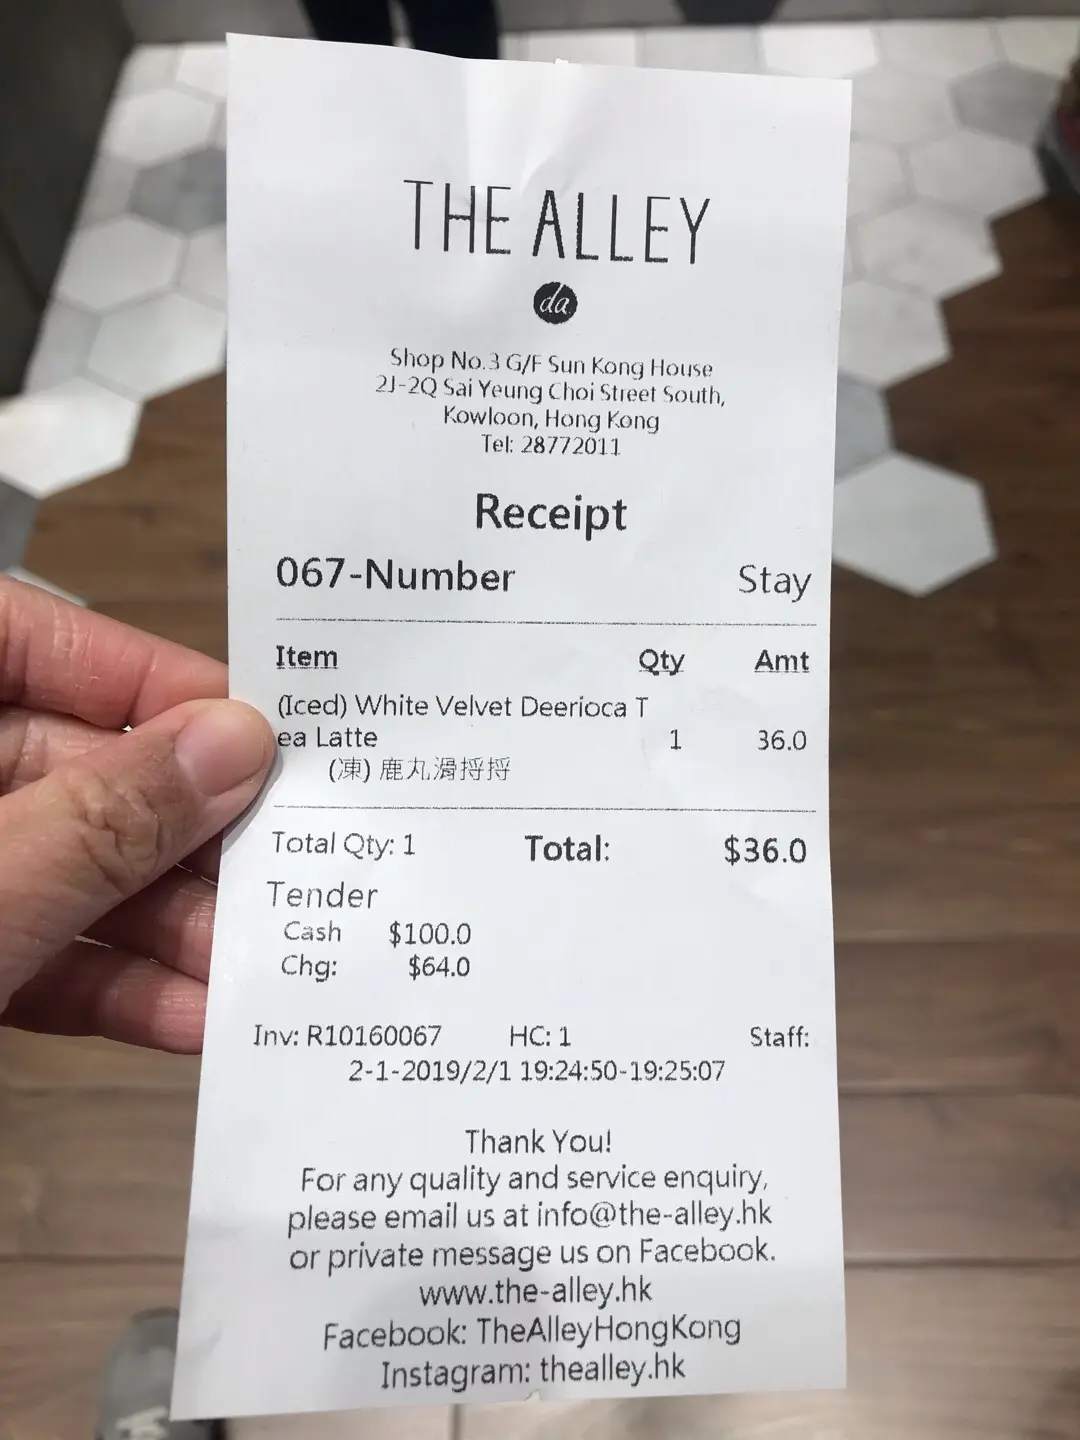 THE ALLEY
da
Shop No.3 G/F Sun Kong House
2J-2Q Sai Yeung Choi Street South,
Kowloon, Hong Kong
Tel: 28772011
Receipt
067-Number Stay
Item Qty Amt
(Iced) White Velvet Deerioca T
ea Latte 1 36.0
(凍) 鹿丸滑捋捋
Total Qty: 1 Total: $36.0
Tender
Cash $100.0
Chg: $64.0
Inv: R10160067 HC: 1 Staff:
2-1-2019/2/1 19:24:50-19:25:07
Thank You!
For any quality and service enquiry,
please email us at info@the-alley.hk
or private message us on Facebook.
www.the-alley.hk
Facebook: TheAlleyHongKong
Instagram: thealley.hk